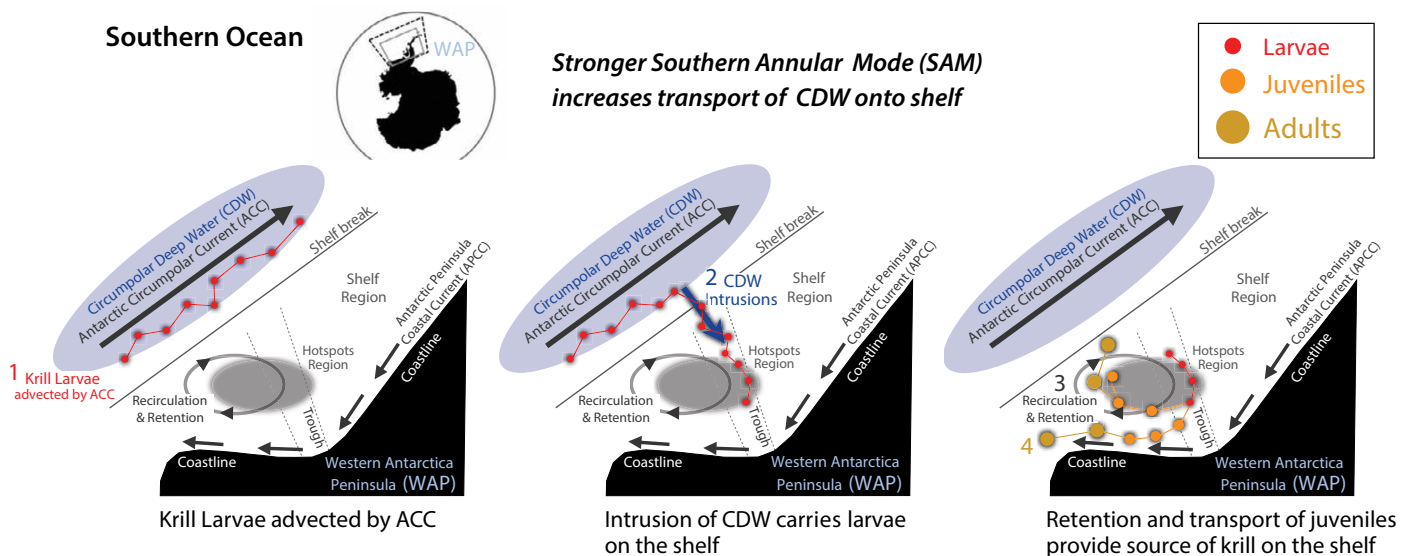 Southern Ocean
WAP
Stronger Southern Annular Mode (SAM)
increases transport of CDW onto shelf
Larvae
Juveniles
Adults
Circumpolar Deep Water (CDW)
Antarctic Circumpolar Current (ACC)
Shelf break
Shelf
Region
Antarctic Peninsula
Coastal Current (APCC)
Coastline
1 Krill Larvae
advected by ACC
Hotspots
Region
Recirculation
& Retention
Trough
Coastline
Western Antarctica
Peninsula (WAP)
Krill Larvae advected by ACC
Circumpolar Deep Water (CDW)
Antarctic Circumpolar Current (ACC)
Shelf break
2 CDW
Intrusions
Shelf
Region
Antarctic Peninsula
Coastal Current (APCC)
Coastline
Hotspots
Region
Recirculation
& Retention
Trough
Coastline
Western Antarctica
Peninsula (WAP)
Intrusion of CDW carries larvae
on the shelf
Circumpolar Deep Water (CDW)
Antarctic Circumpolar Current (ACC)
Shelf break
Shelf
Region
Antarctic Peninsula
Coastal Current (APCC)
Coastline
Hotspots
Region
3
Recirculation
& Retention
Trough
4
Coastline
Western Antarctica
Peninsula (WAP)
Retention and transport of juveniles
provide source of krill on the shelf